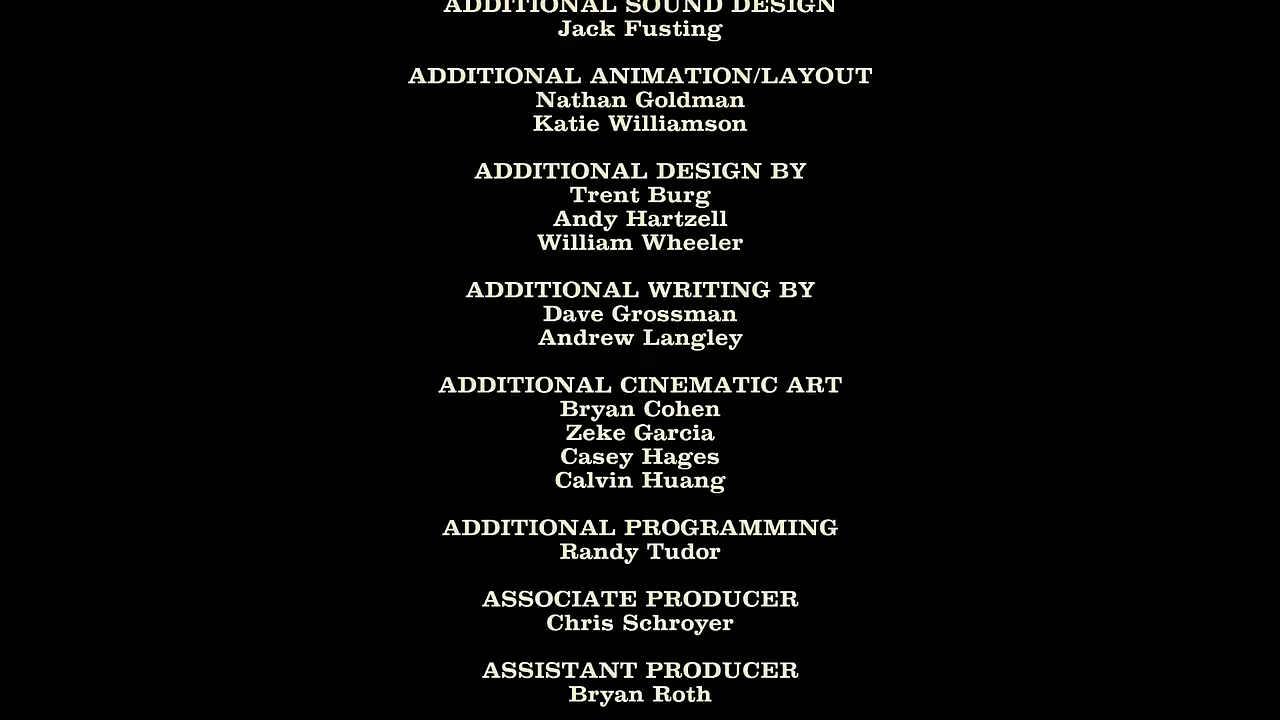 ADDITIONAL SOUND DESIGN
Jack Fusting
ADDITIONAL ANIMATION/LAYOUT
Nathan Goldman
Katie Williamson
ADDITIONAL DESIGN BY
Trent Burg
Andy Hartzell
William Wheeler
ADDITIONAL WRITING BY
Dave Grossman
Andrew Langley
ADDITIONAL CINEMATIC ART
Bryan Cohen
Zeke Garcia
Casey Hages
Calvin Huang
ADDITIONAL PROGRAMMING
Randy Tudor
ASSOCIATE PRODUCER
Chris Schroyer
ASSISTANT PRODUCER
Bryan Roth